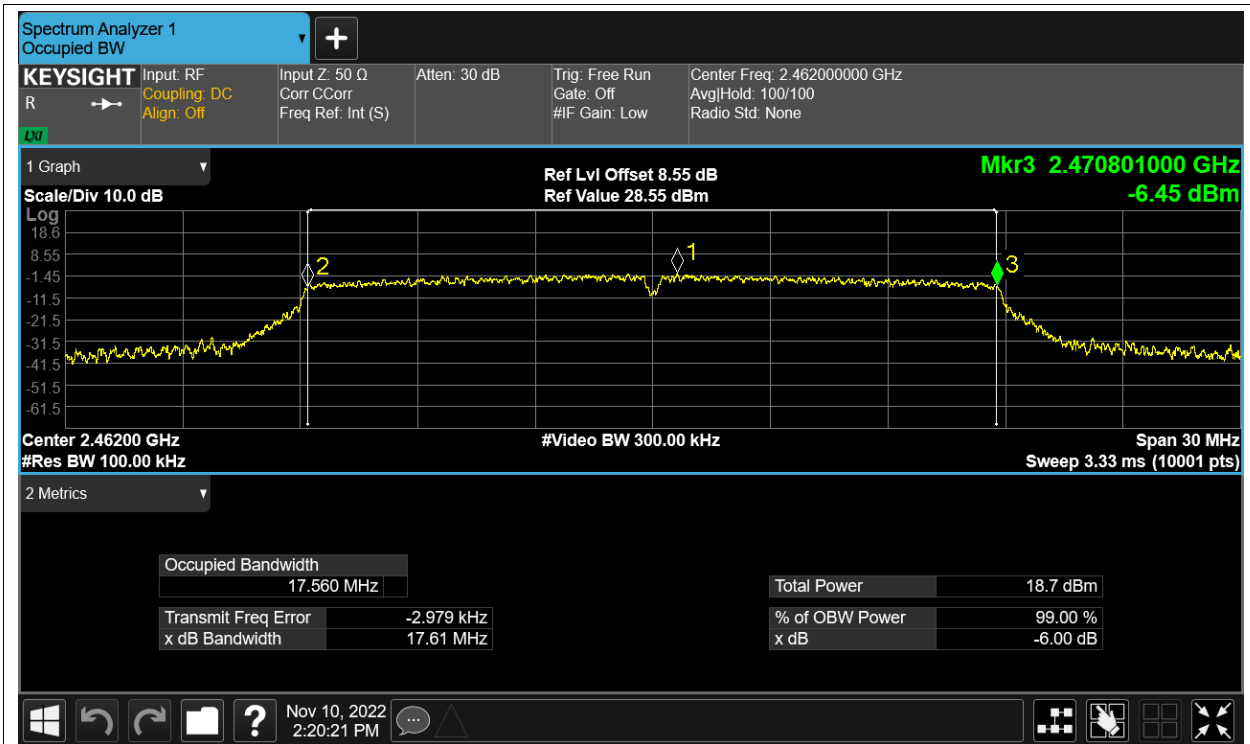 Spectrum Analyzer 1
Occupied BW
KEYSIGHT
R
LXI
Input: RF
Coupling: DC
Align: Off
Input Z: 50 Ω
Corr CCorr
Freq Ref: Int (S)
Atten: 30 dB
Trig: Free Run
Gate: Off
#IF Gain: Low
Center Freq: 2.462000000 GHz
Avg|Hold: 100/100
Radio Std: None
1 Graph
Scale/Div 10.0 dB
Ref Lvl Offset 8.55 dB
Ref Value 28.55 dBm
Mkr3 2.470801000 GHz
-6.45 dBm
Log
18.6
8.55
-1.45
-11.5
-21.5
-31.5
-41.5
-51.5
-61.5
2
1
3
Center 2.46200 GHz
#Video BW 300.00 kHz
Span 30 MHz
#Res BW 100.00 kHz
Sweep 3.33 ms (10001 pts)
2 Metrics
Occupied Bandwidth
17.560 MHz
Transmit Freq Error -2.979 kHz
x dB Bandwidth 17.61 MHz
Total Power 18.7 dBm
% of OBW Power 99.00 %
x dB -6.00 dB
?
Nov 10, 2022
2:20:21 PM